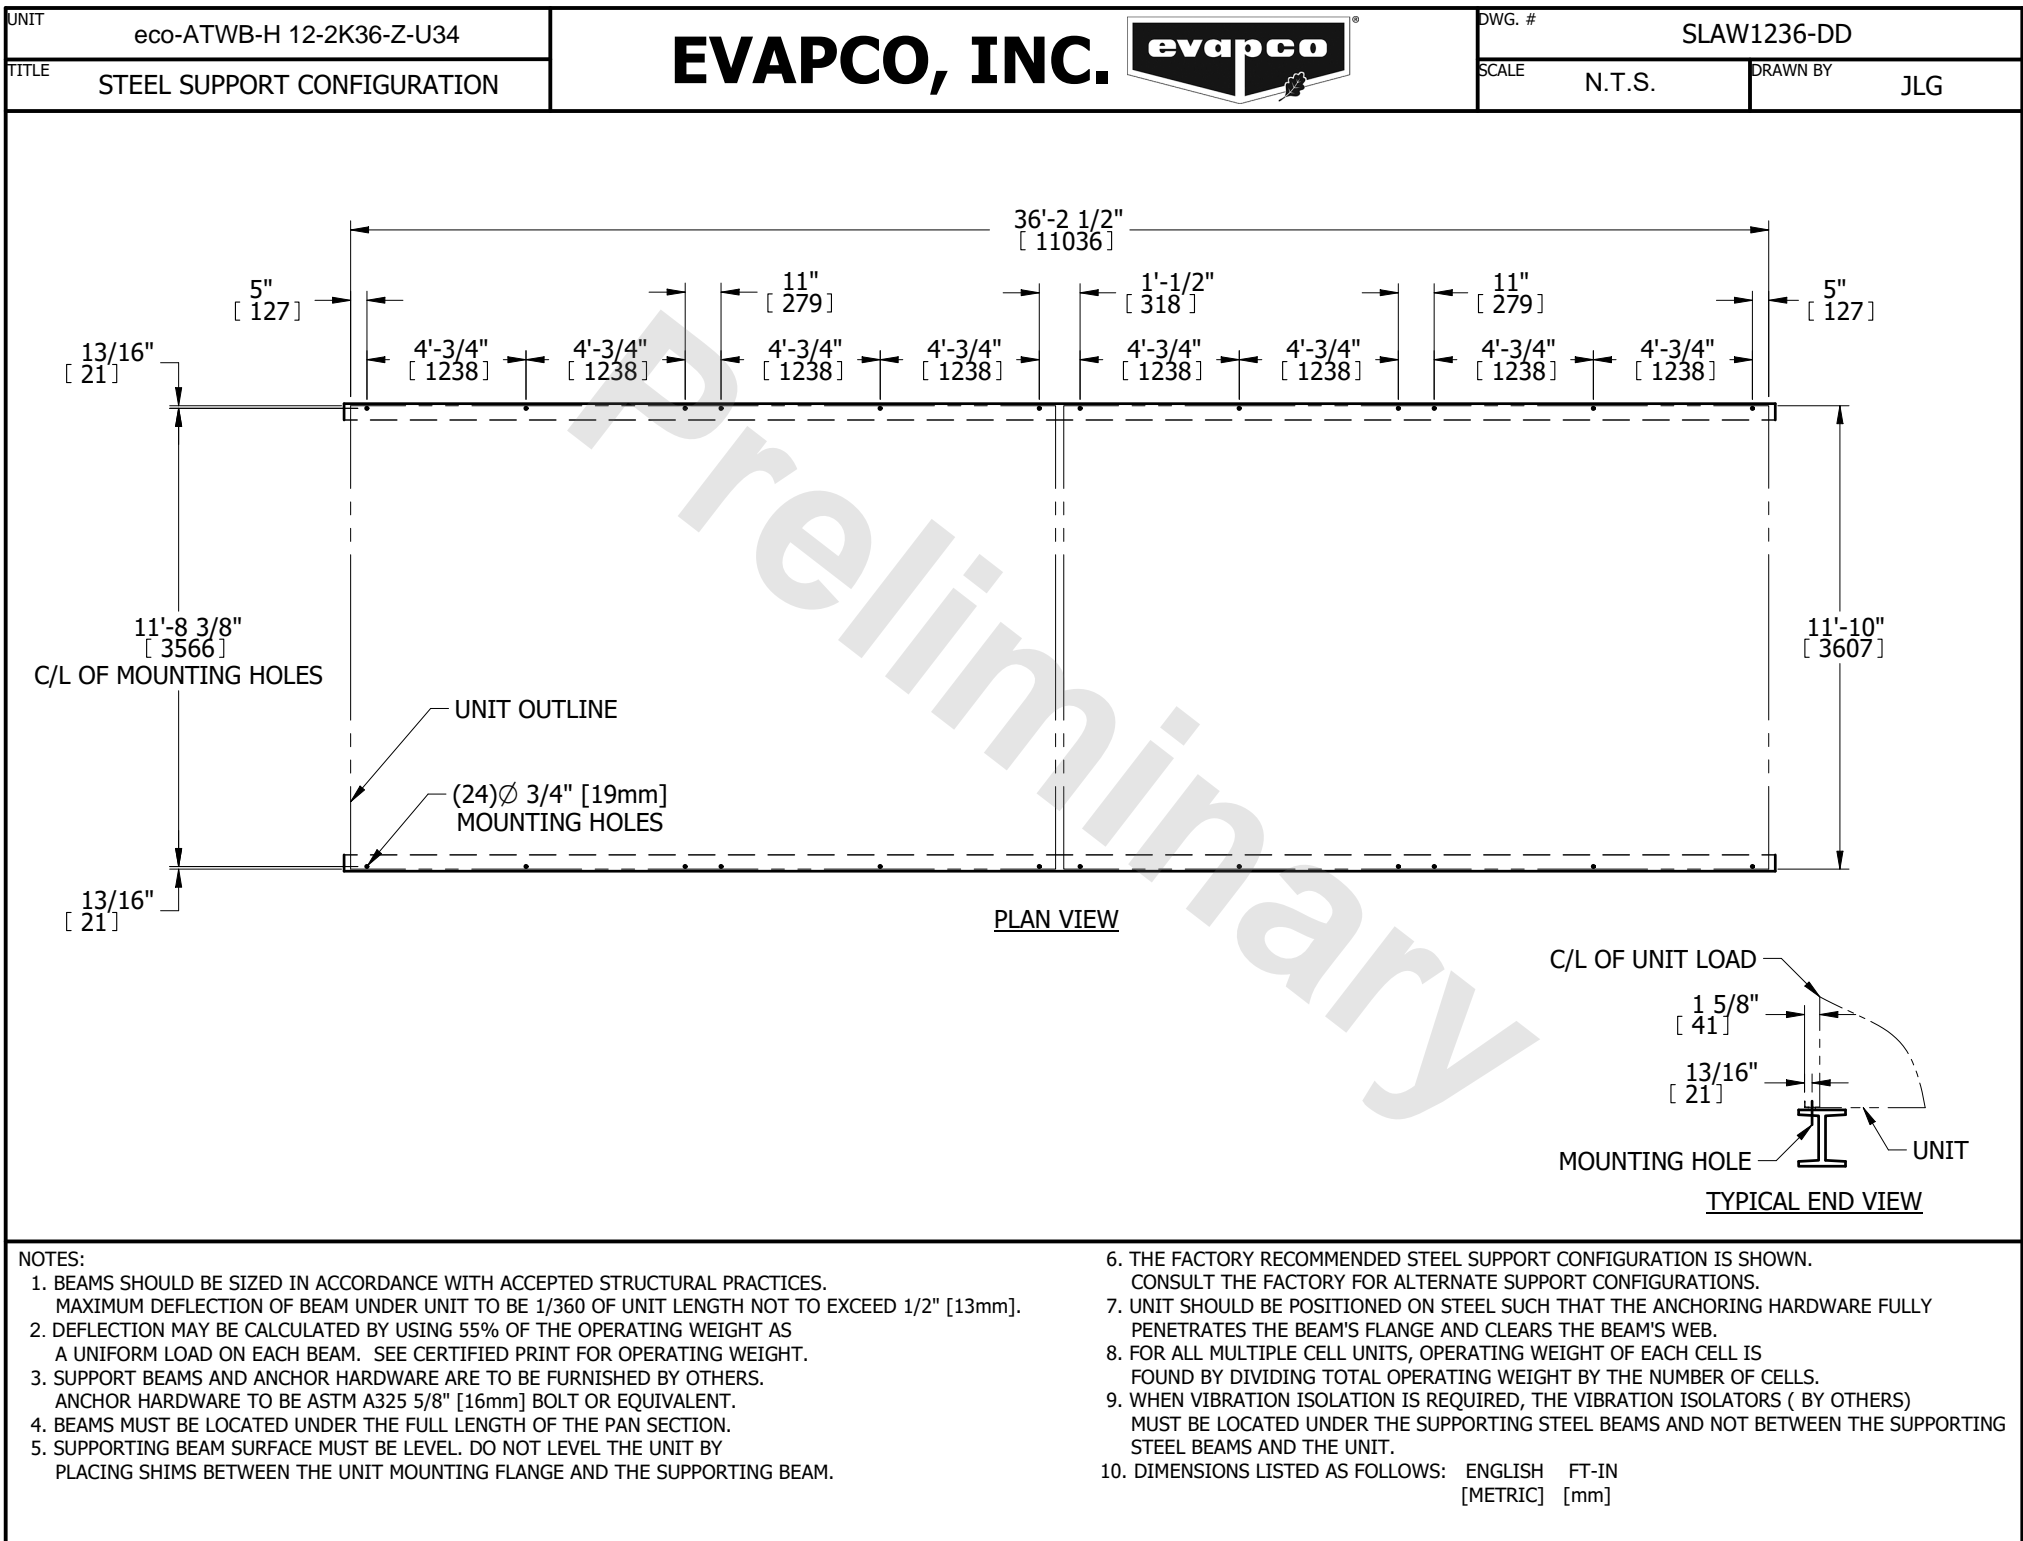 UNIT
eco-ATWB-H 12-2K36-Z-U34
TITLE
STEEL SUPPORT CONFIGURATION
EVAPCO, INC.
evapco®
DWG. #
SLAW1236-DD
SCALE
N.T.S.
DRAWN BY
JLG
36'-2 1/2"
[ 11036 ]
5"
[ 127 ]
11"
[ 279 ]
1'-1/2"
[ 318 ]
11"
[ 279 ]
5"
[ 127 ]
13/16"
[ 21 ]
4'-3/4"
[ 1238 ]
4'-3/4"
[ 1238 ]
4'-3/4"
[ 1238 ]
4'-3/4"
[ 1238 ]
4'-3/4"
[ 1238 ]
4'-3/4"
[ 1238 ]
4'-3/4"
[ 1238 ]
4'-3/4"
[ 1238 ]
Preliminary
11'-8 3/8"
[ 3566 ]
C/L OF MOUNTING HOLES
11'-10"
[ 3607 ]
UNIT OUTLINE
(24)∅ 3/4" [19mm]
MOUNTING HOLES
13/16"
[ 21 ]
PLAN VIEW
C/L OF UNIT LOAD
1 5/8"
[ 41 ]
13/16"
[ 21 ]
MOUNTING HOLE
UNIT
TYPICAL END VIEW
NOTES:
1. BEAMS SHOULD BE SIZED IN ACCORDANCE WITH ACCEPTED STRUCTURAL PRACTICES.
MAXIMUM DEFLECTION OF BEAM UNDER UNIT TO BE 1/360 OF UNIT LENGTH NOT TO EXCEED 1/2" [13mm].
2. DEFLECTION MAY BE CALCULATED BY USING 55% OF THE OPERATING WEIGHT AS
A UNIFORM LOAD ON EACH BEAM. SEE CERTIFIED PRINT FOR OPERATING WEIGHT.
3. SUPPORT BEAMS AND ANCHOR HARDWARE ARE TO BE FURNISHED BY OTHERS.
ANCHOR HARDWARE TO BE ASTM A325 5/8" [16mm] BOLT OR EQUIVALENT.
4. BEAMS MUST BE LOCATED UNDER THE FULL LENGTH OF THE PAN SECTION.
5. SUPPORTING BEAM SURFACE MUST BE LEVEL. DO NOT LEVEL THE UNIT BY
PLACING SHIMS BETWEEN THE UNIT MOUNTING FLANGE AND THE SUPPORTING BEAM.
6. THE FACTORY RECOMMENDED STEEL SUPPORT CONFIGURATION IS SHOWN.
CONSULT THE FACTORY FOR ALTERNATE SUPPORT CONFIGURATIONS.
7. UNIT SHOULD BE POSITIONED ON STEEL SUCH THAT THE ANCHORING HARDWARE FULLY
PENETRATES THE BEAM'S FLANGE AND CLEARS THE BEAM'S WEB.
8. FOR ALL MULTIPLE CELL UNITS, OPERATING WEIGHT OF EACH CELL IS
FOUND BY DIVIDING TOTAL OPERATING WEIGHT BY THE NUMBER OF CELLS.
9. WHEN VIBRATION ISOLATION IS REQUIRED, THE VIBRATION ISOLATORS ( BY OTHERS)
MUST BE LOCATED UNDER THE SUPPORTING STEEL BEAMS AND NOT BETWEEN THE SUPPORTING
STEEL BEAMS AND THE UNIT.
10. DIMENSIONS LISTED AS FOLLOWS: ENGLISH FT-IN
[METRIC] [mm]